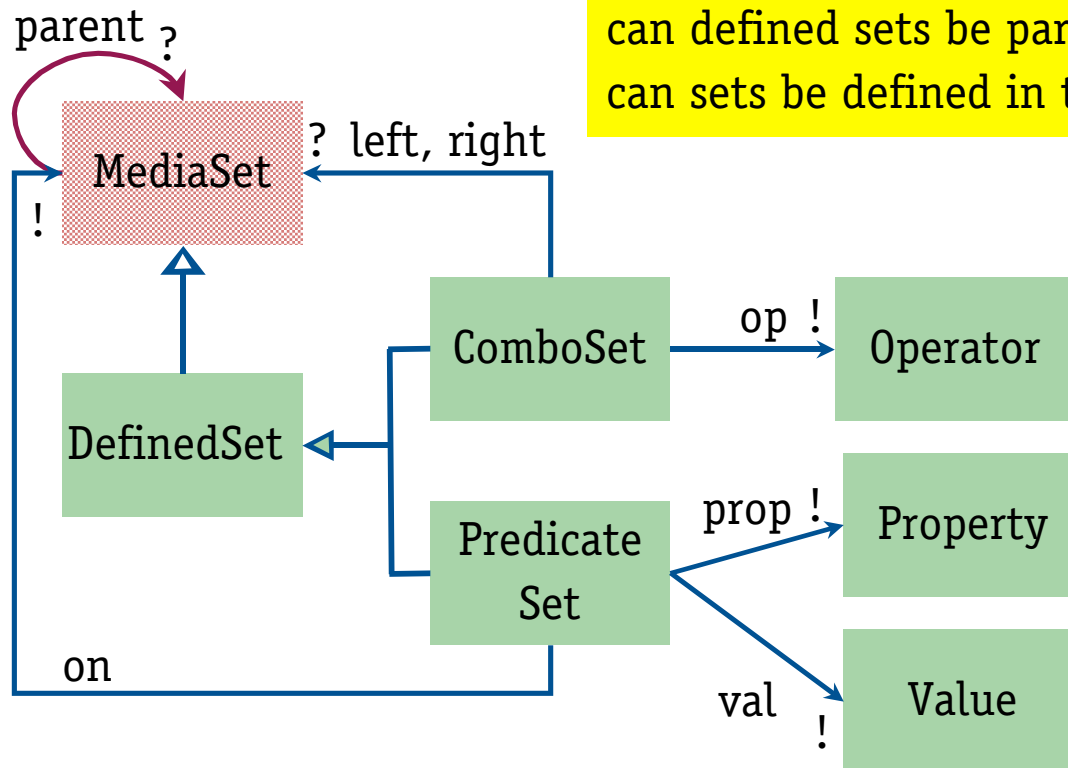 parent ?
can defined sets be
can sets be defined in
MediaSet
? left, right
!
ComboSet
op !
Operator
DefinedSet
Predicate
Set
prop !
Property
on
val
!
Value